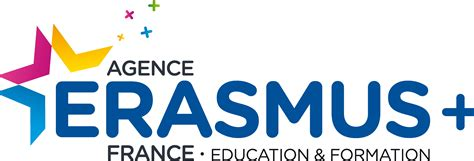 AGENCE
ERASMUS+
FRANCE • EDUCATION & FORMATION